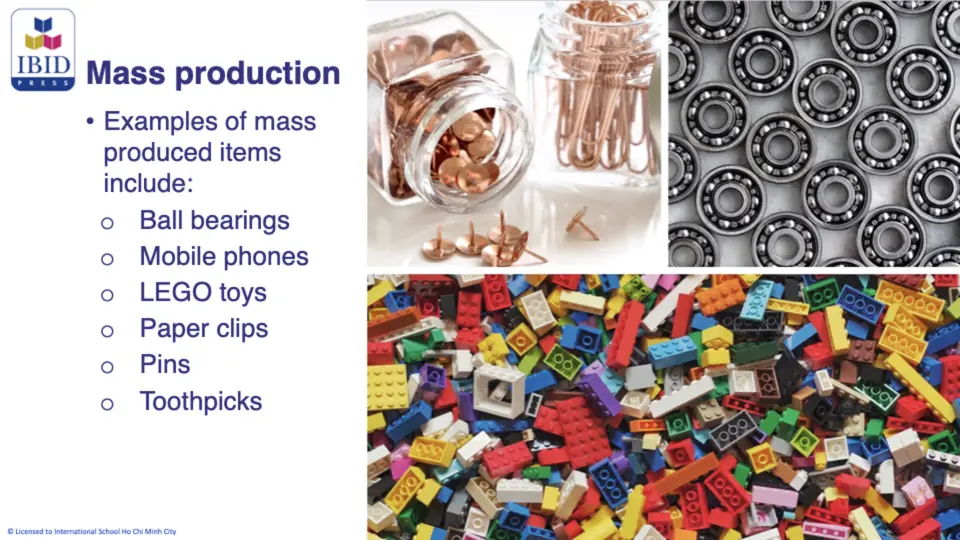 IBID
PRESS
Mass production
• Examples of mass
produced items
include:
o Ball bearings
o Mobile phones
o LEGO toys
o Paper clips
o Pins
o Toothpicks
© Licensed to International School Ho Chi Minh City